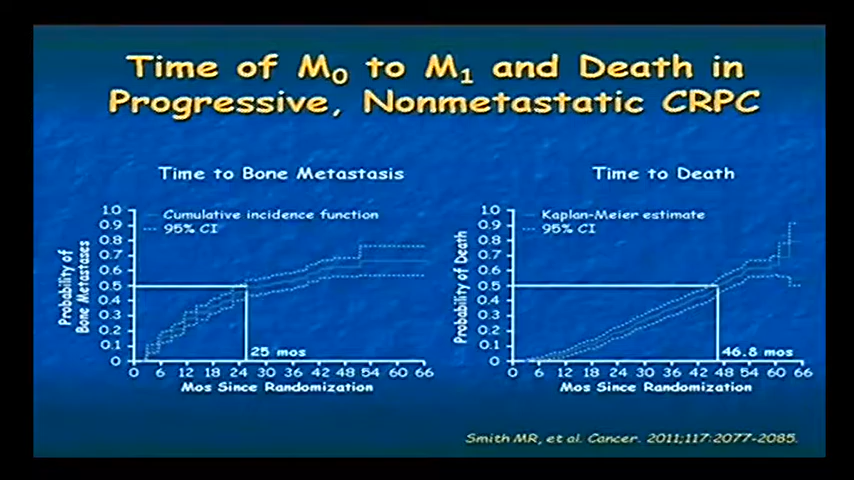 Time of M₀ to M₁ and Death in
Progressive, Nonmetastatic CRPC
Time to Bone Metastasis
Probability of
Bone Metastases
1.0
0.9
0.8
0.7
0.6
0.5
0.4
0.3
0.2
0.1
0
Cumulative incidence function
95% CI
25 mos
0 6 12 18 24 30 36 42 48 54 60 66
Mos Since Randomization
Time to Death
Probability of Death
1.0
0.9
0.8
0.7
0.6
0.5
0.4
0.3
0.2
0.1
0
Kaplan-Meier estimate
95% CI
46.8 mos
0 6 12 18 24 30 36 42 48 54 60 66
Mos Since Randomization
Smith MR, et al. Cancer. 2011;117:2077-2085.